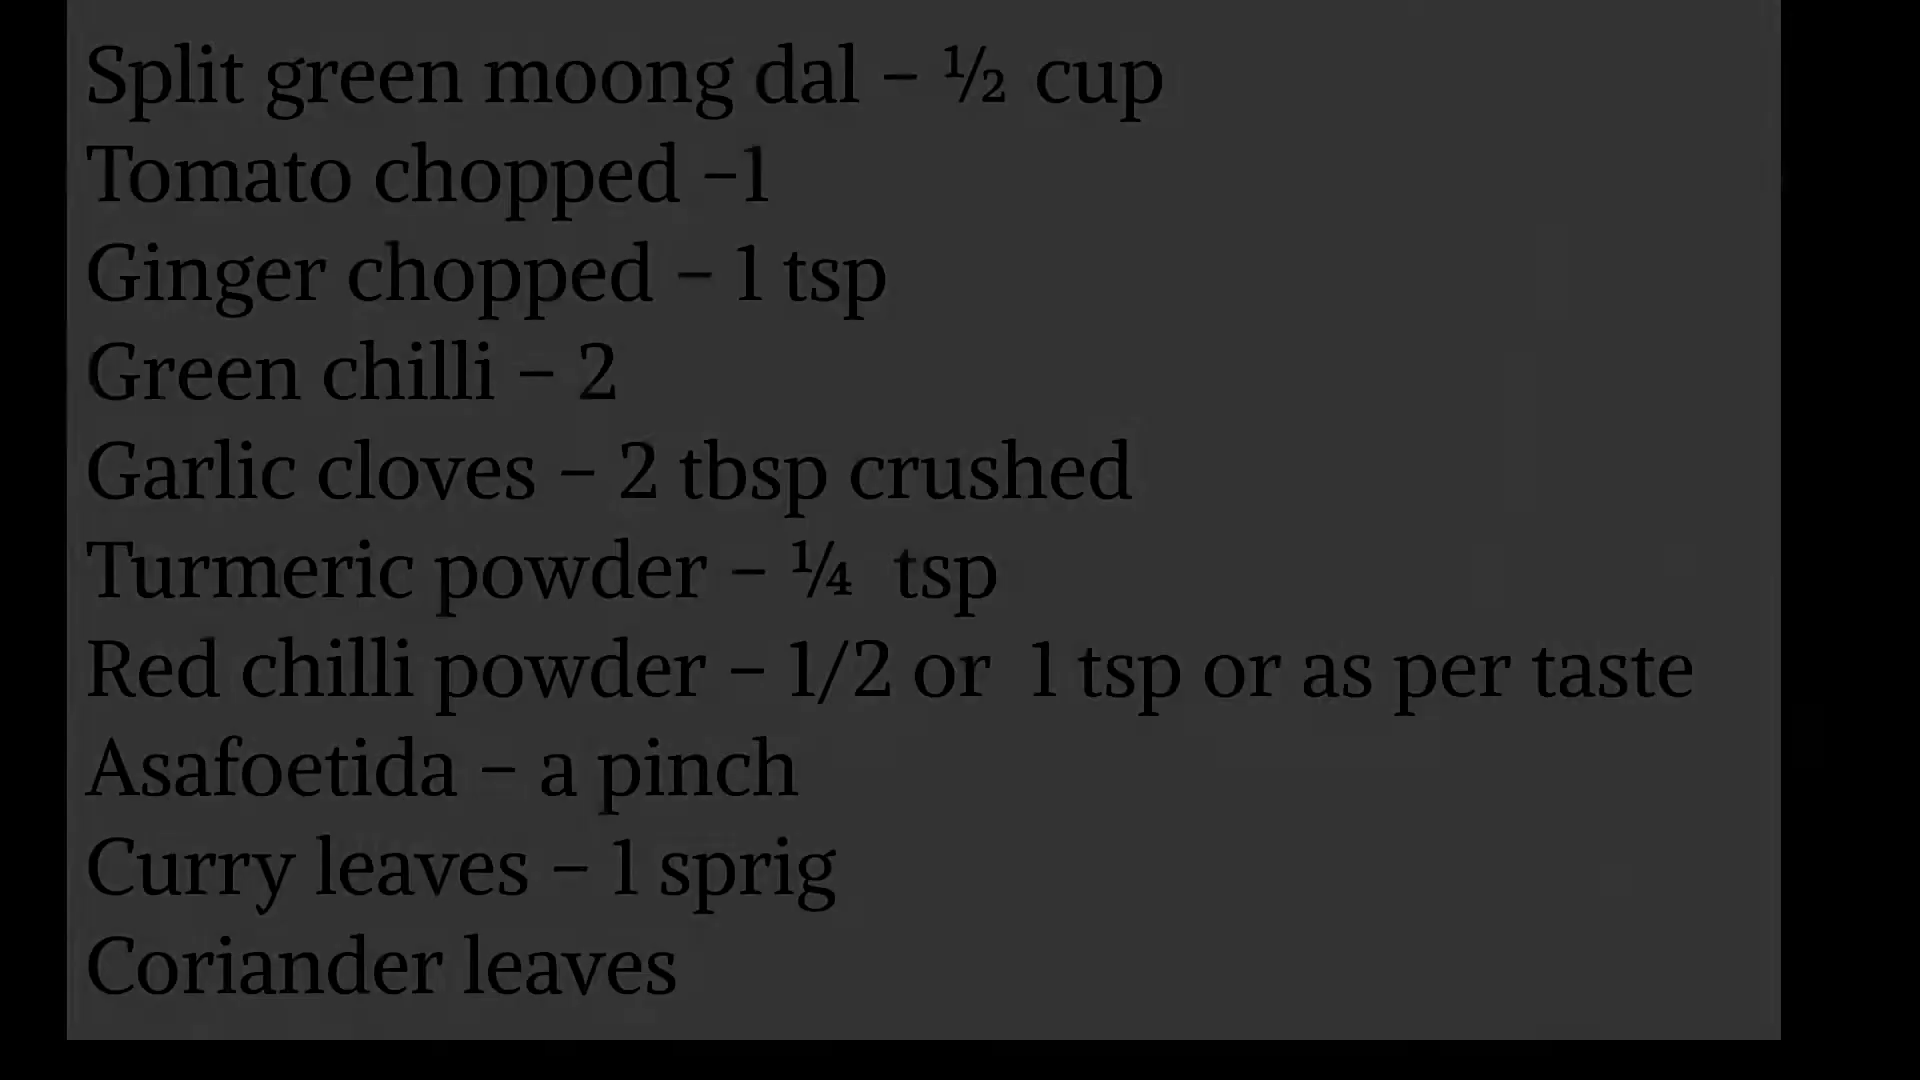 Split green moong dal – ½ cup
Tomato chopped –1
Ginger chopped – 1 tsp
Green chilli – 2
Garlic cloves – 2 tbsp crushed
Turmeric powder – ¼ tsp
Red chilli powder – 1/2 or 1 tsp or as per taste
Asafoetida – a pinch
Curry leaves – 1 sprig
Coriander leaves